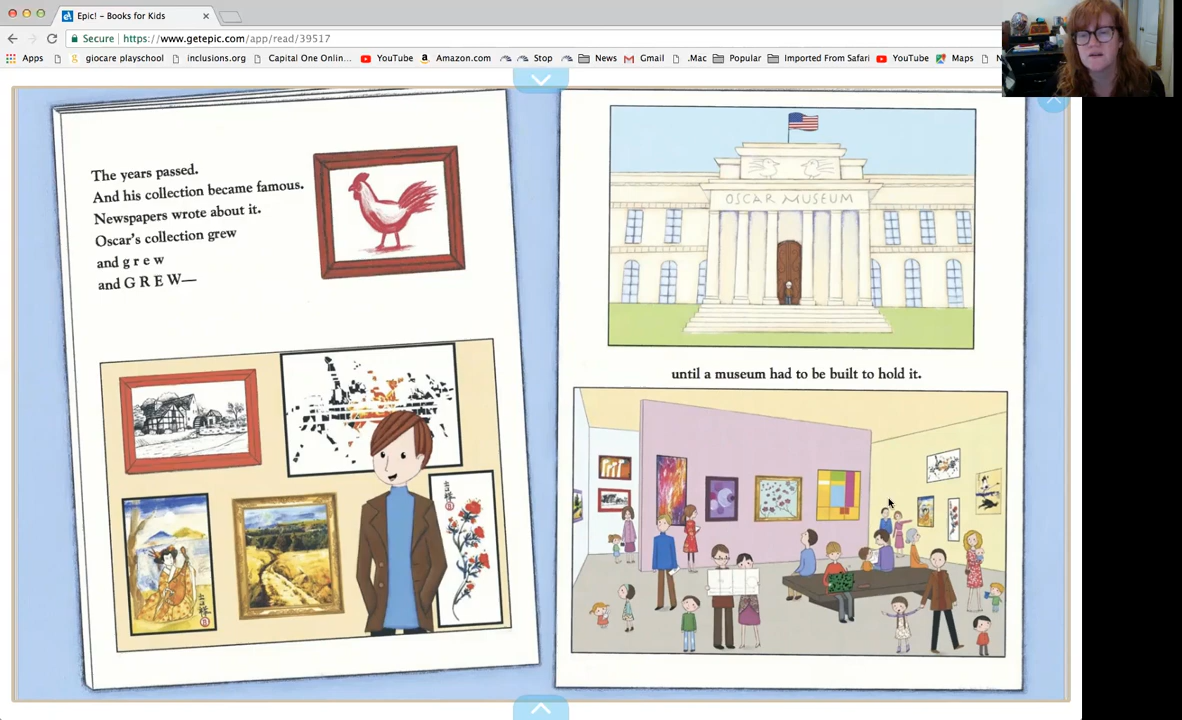 Epic! – Books for Kids
Secure https://www.getepic.com/app/read/39517
Apps giocare playschool inclusions.org Capital One Onlin... YouTube Amazon.com Stop News Gmail .Mac Popular Imported From Safari YouTube Maps
The years passed.
And his collection became famous.
Newspapers wrote about it.
Oscar's collection grew
and g r e w
and G R E W—
OSCAR MUSEUM
until a museum had to be built to hold it.